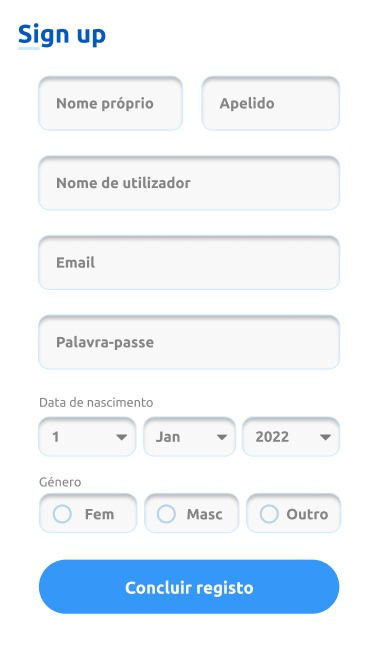 Sign up
Nome próprio Apelido
Nome de utilizador
Email
Palavra-passe
Data de nascimento
1 Jan 2022
Género
Fem Masc Outro
Concluir registo